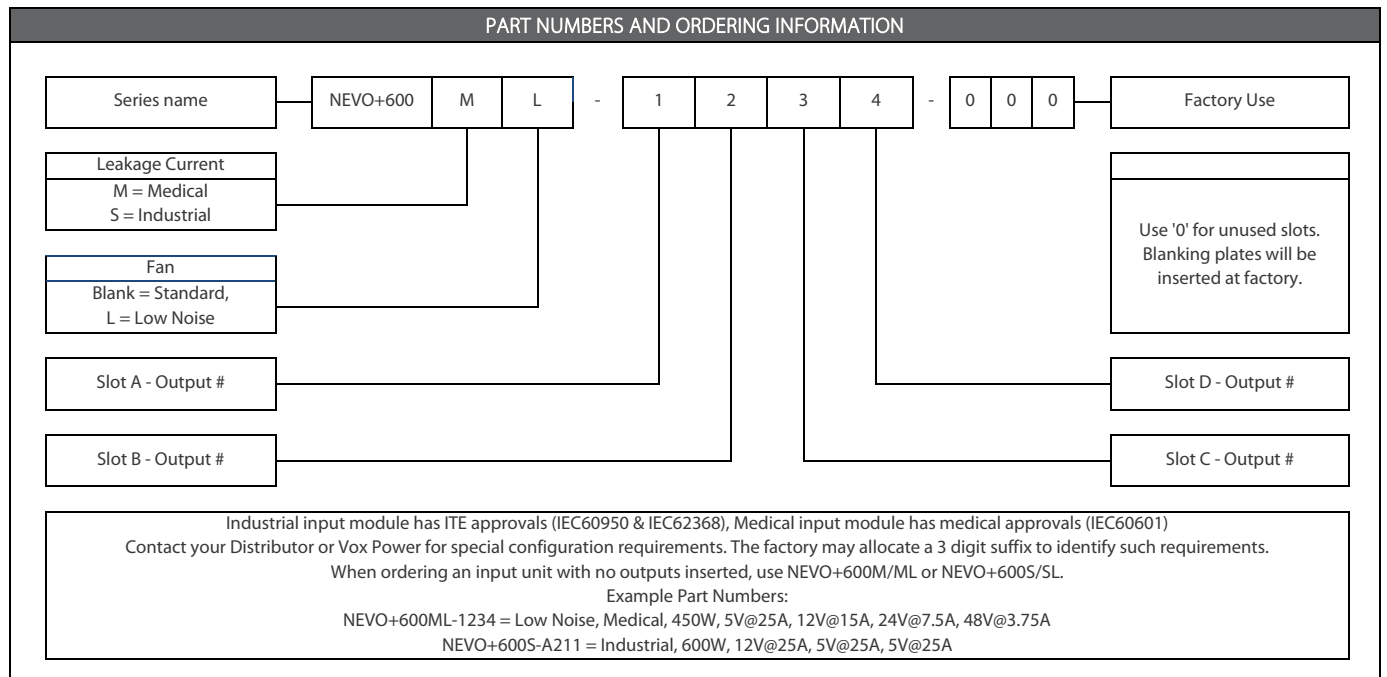 PART NUMBERS AND ORDERING INFORMATION
Series name
NEVO+600 M L - 1 2 3 4 - 0 0 0
Factory Use
Leakage Current
M = Medical
S = Industrial
Use '0' for unused slots.
Blanking plates will be
inserted at factory.
Fan
Blank = Standard,
L = Low Noise
Slot A - Output #
Slot D - Output #
Slot B - Output #
Slot C - Output #
Industrial input module has ITE approvals (IEC60950 & IEC62368), Medical input module has medical approvals (IEC60601)
Contact your Distributor or Vox Power for special configuration requirements. The factory may allocate a 3 digit suffix to identify such requirements.
When ordering an input unit with no outputs inserted, use NEVO+600M/ML or NEVO+600S/SL.
Example Part Numbers:
NEVO+600ML-1234 = Low Noise, Medical, 450W, 5V@25A, 12V@15A, 24V@7.5A, 48V@3.75A
NEVO+600S-A211 = Industrial, 600W, 12V@25A, 5V@25A, 5V@25A